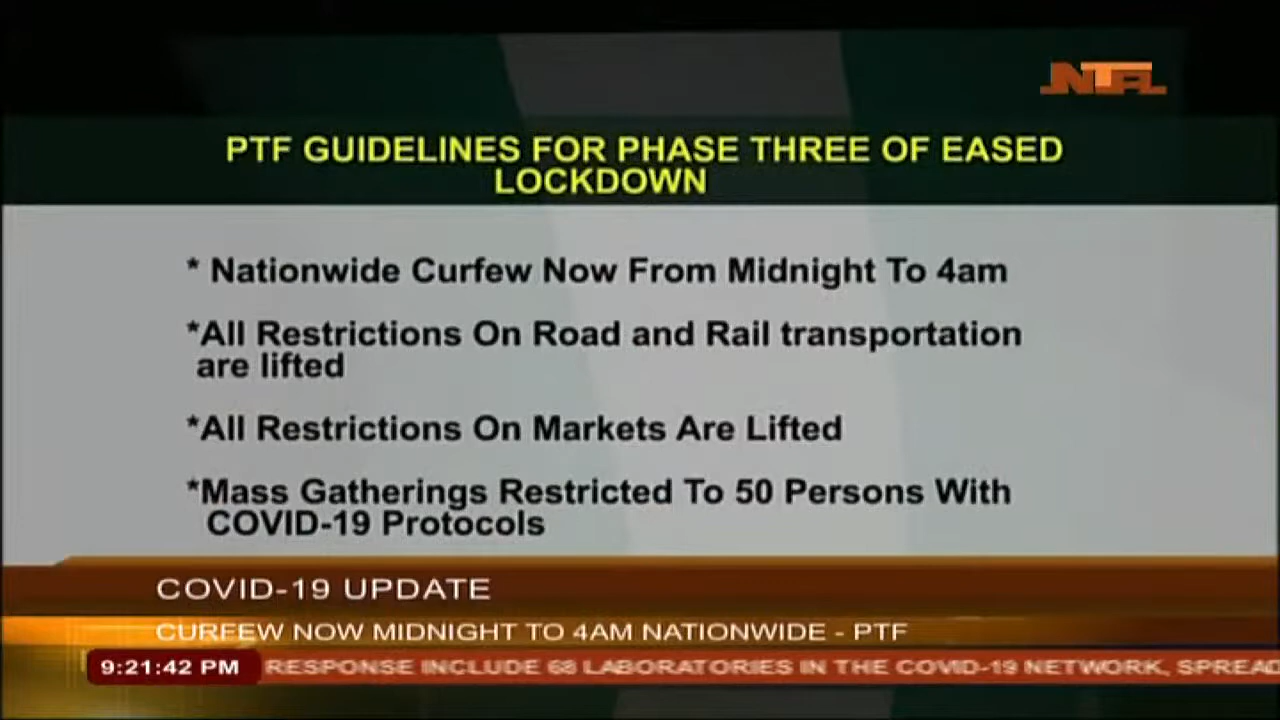 NTA
PTF GUIDELINES FOR PHASE THREE OF EASED
LOCKDOWN
* Nationwide Curfew Now From Midnight To 4am
*All Restrictions On Road and Rail transportation
are lifted
*All Restrictions On Markets Are Lifted
*Mass Gatherings Restricted To 50 Persons With
COVID-19 Protocols
COVID-19 UPDATE
CURFEW NOW MIDNIGHT TO 4AM NATIONWIDE - PTF
9:21:42 PM RESPONSE INCLUDE 68 LABORATORIES IN THE COVID-19 NETWORK, SPREAD